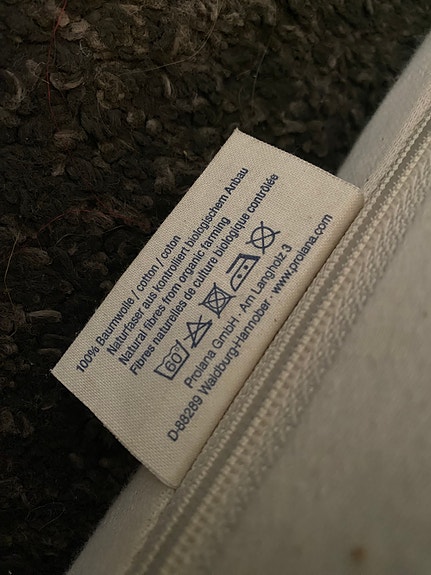 100% Baumwolle / cotton / coton
Naturfaser aus kontrolliert biologischem Anbau
Natural fibres from organic farming
Fibres naturelles de culture biologique contrôlée
60°
Prolana GmbH · Am Langholz 3
D-88289 Waldburg-Hannober · www.prolana.com